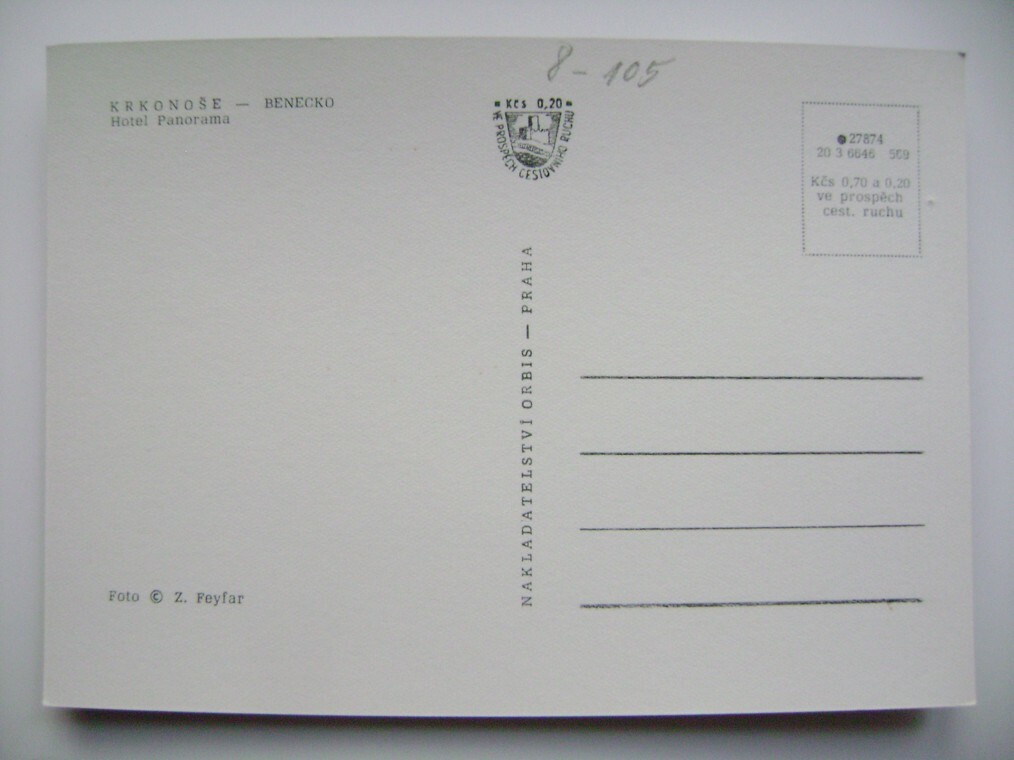 8 - 105
KRKONOŠE — BENECKO
Hotel Panorama
Kčs 0,20
VE PROSPĚCH CESTOVNÍHO RUCHU
27874
20 3 6646 569
Kčs 0,70 a 0,20
ve prospěch
cest. ruchu
NAKLADATELSTVÍ ORBIS — PRAHA
Foto © Z. Feyfar